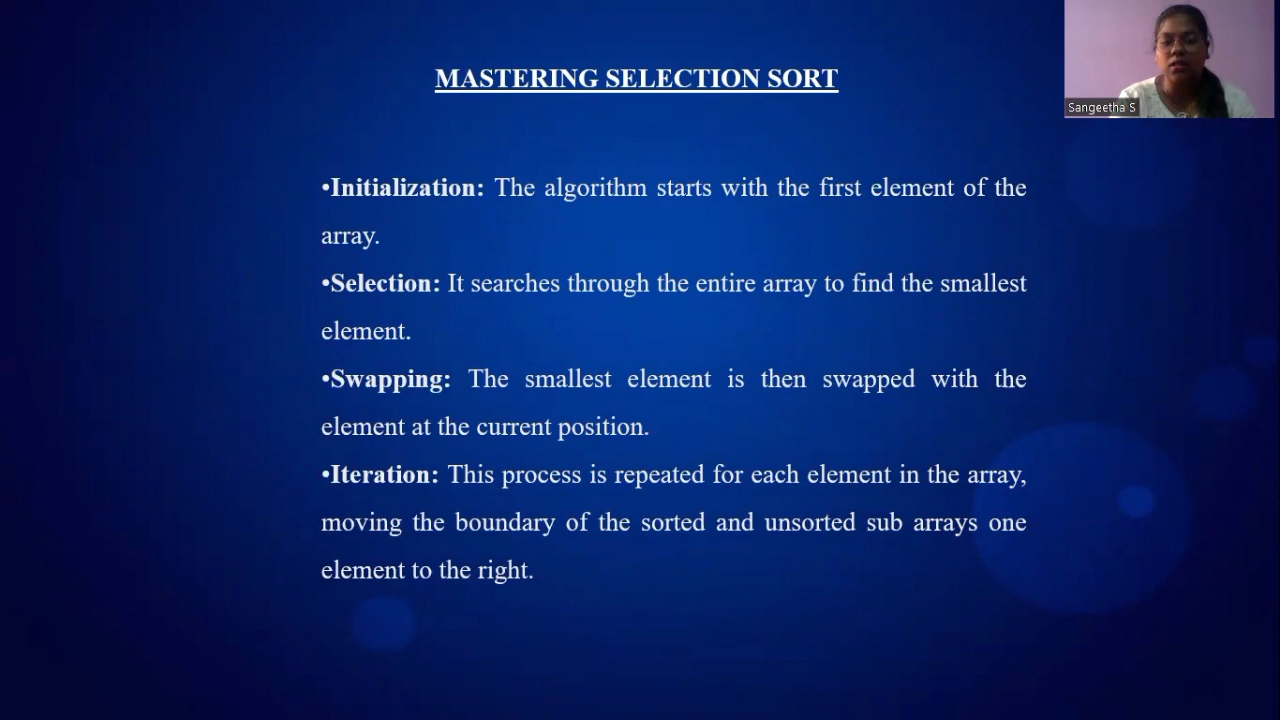 MASTERING SELECTION SORT
Sangeetha S
•Initialization: The algorithm starts with the first element of the
array.
•Selection: It searches through the entire array to find the smallest
element.
•Swapping: The smallest element is then swapped with the
element at the current position.
•Iteration: This process is repeated for each element in the array,
moving the boundary of the sorted and unsorted sub arrays one
element to the right.